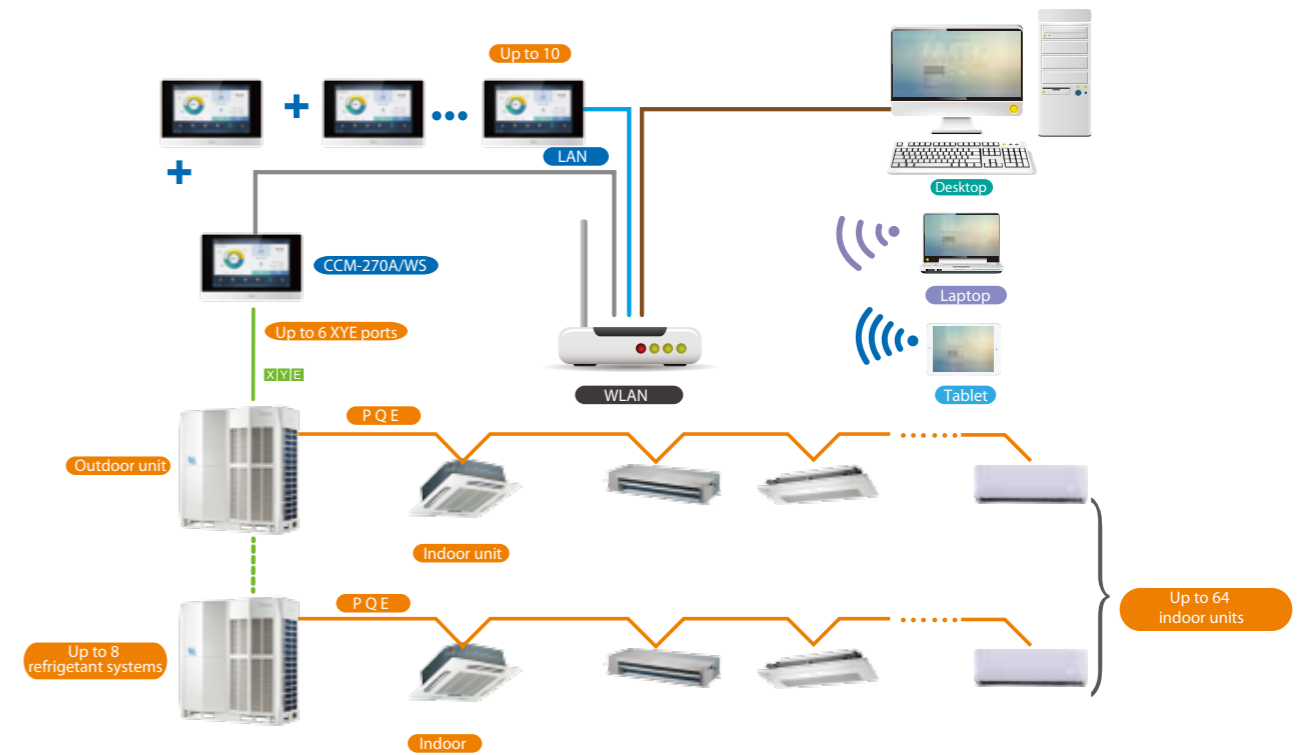 Up to 10
LAN
Desktop
CCM-270A/WS
Laptop
Up to 6 XYE ports
X Y E
WLAN
Tablet
P Q E
Outdoor unit
Indoor unit
P Q E
Up to 64
indoor units
Up to 8
refrigetant systems
Indoor